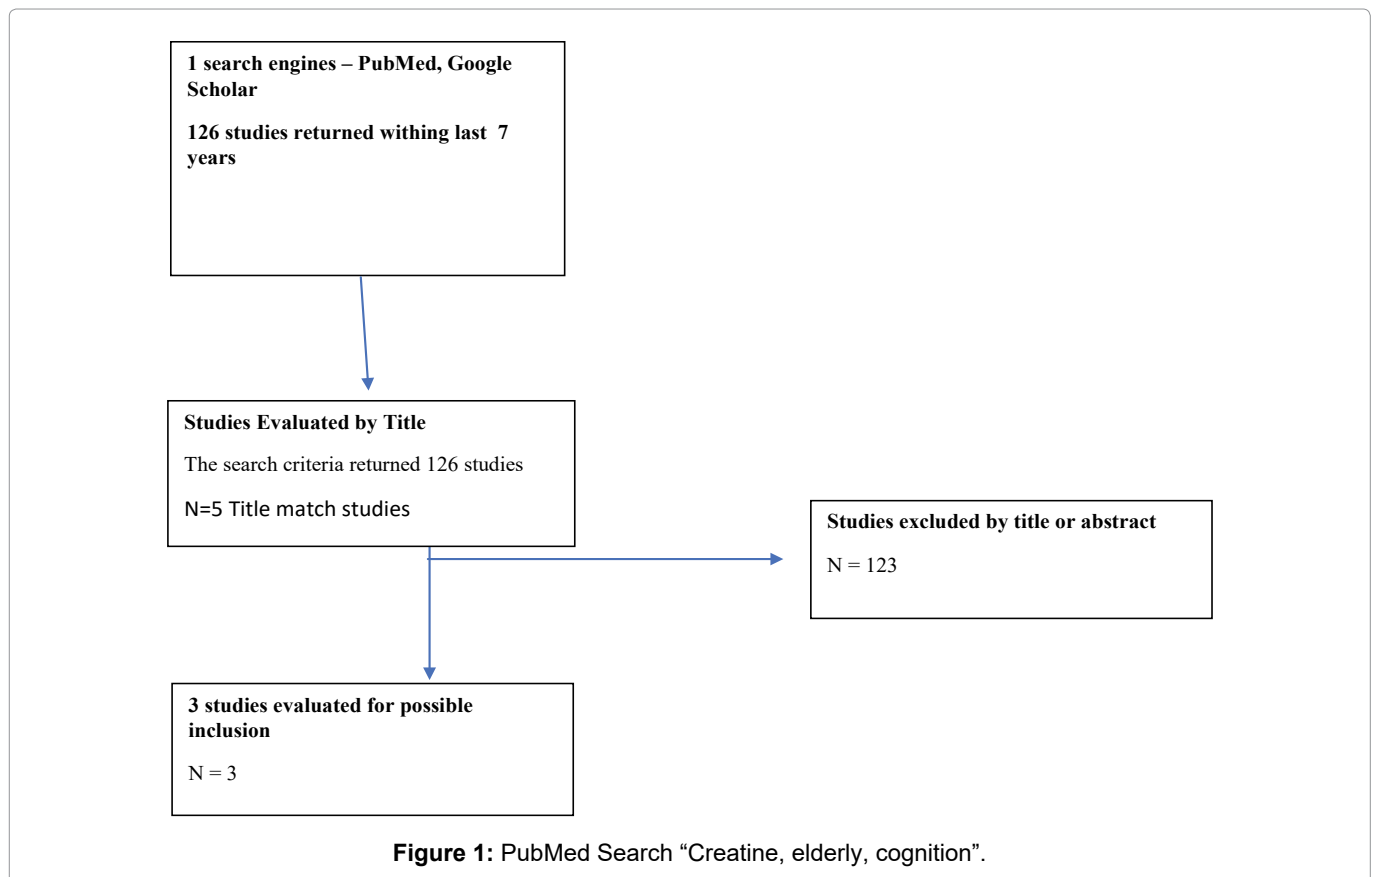 1 search engines – PubMed, Google
Scholar
126 studies returned withing last 7
years
Studies Evaluated by Title
The search criteria returned 126 studies
N=5 Title match studies
Studies excluded by title or abstract
N = 123
3 studies evaluated for possible
inclusion
N = 3
Figure 1: PubMed Search “Creatine, elderly, cognition”.